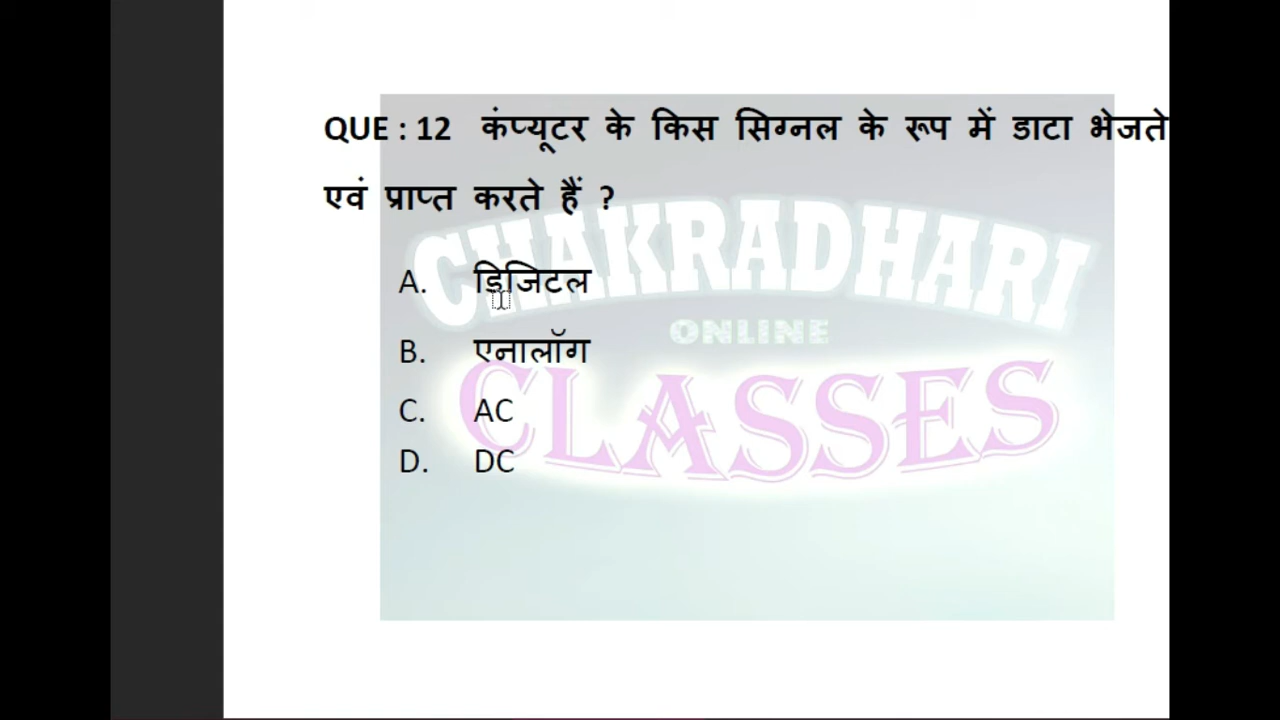 QUE : 12 कंप्यूटर के किस सिग्नल के रूप में डाटा भेजते
एवं प्राप्त करते हैं ?
A. डिजिटल
B. एनालॉग
C. AC
D. DC
CHAKRADHARI
ONLINE
CLASSES